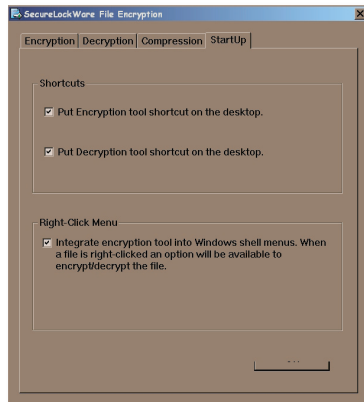 SecureLockWare File Encryption
Encryption Decryption Compression StartUp
Shortcuts
Put Encryption tool shortcut on the desktop.
Put Decryption tool shortcut on the desktop.
Right-Click Menu
Integrate encryption tool into Windows shell menus. When
a file is right-clicked an option will be available to
encrypt/decrypt the file.